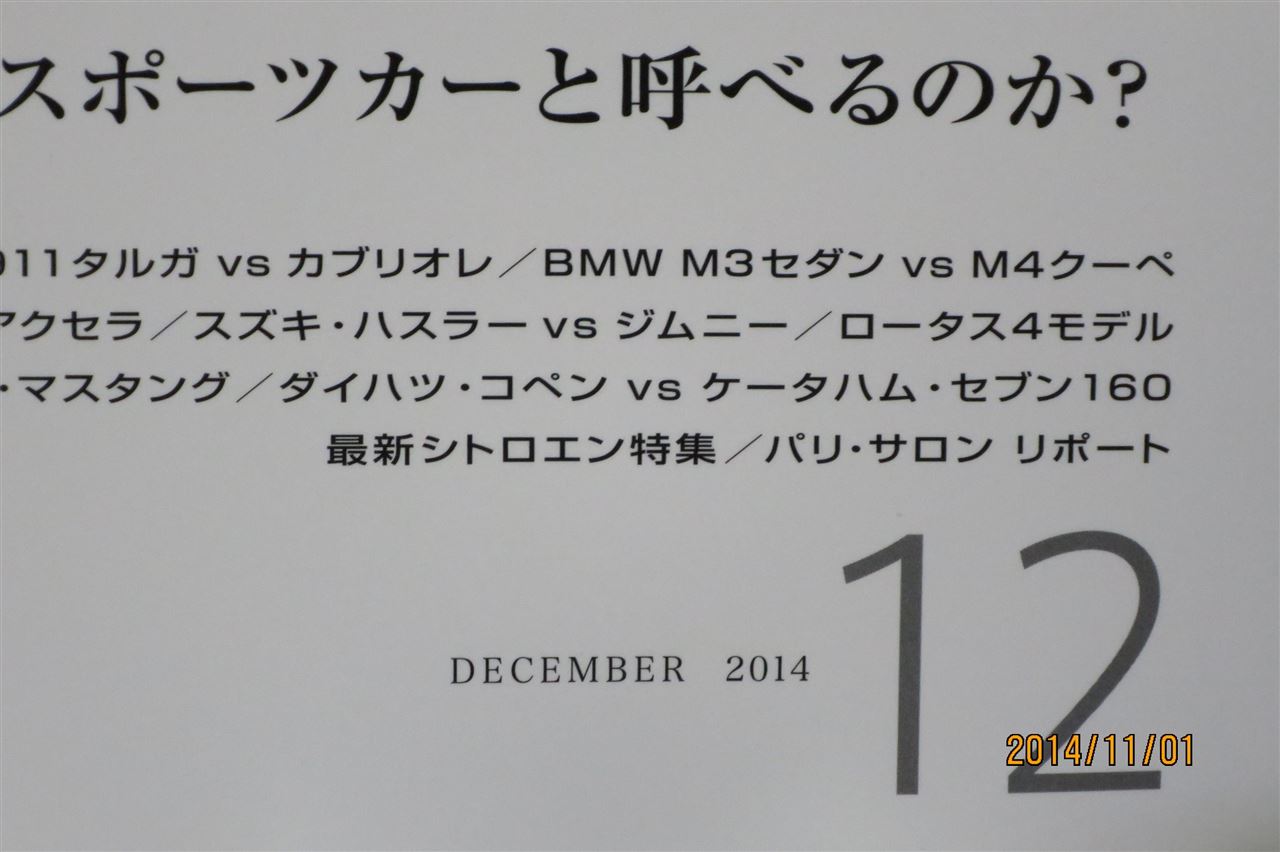 スポーツカーと呼べるのか?
911タルガ vs カブリオレ／BMW M3セダン vs M4クーペ
アクセラ／スズキ・ハスラー vs ジムニー／ロータス4モデル
・マスタング／ダイハツ・コペン vs ケータハム・セブン160
最新シトロエン特集／パリ・サロン リポート
DECEMBER 2014
12
2014/11/01